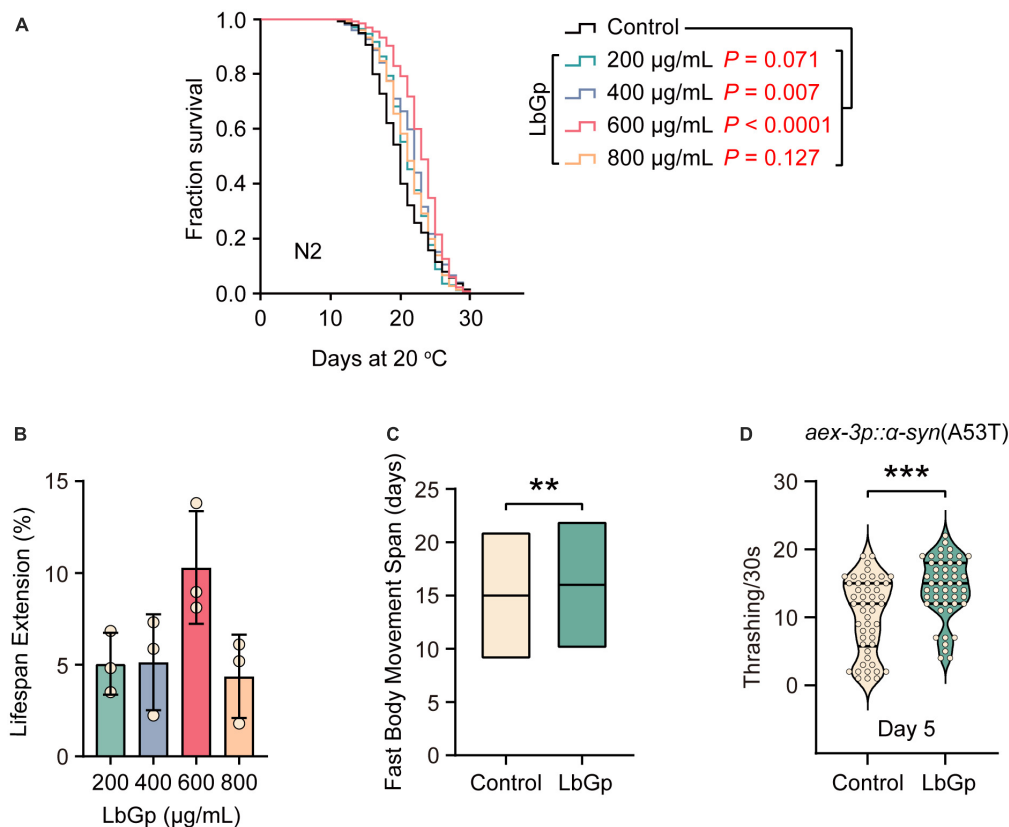 A
1.0
0.8
0.6
0.4
0.2
0.0
Fraction survival
N2
0
10
20
30
Days at 20 °C
Control
LbGp
200 µg/mL P = 0.071
400 µg/mL P = 0.007
600 µg/mL P < 0.0001
800 µg/mL P = 0.127
B
15
10
5
0
Lifespan Extension (%)
200 400 600 800
LbGp (µg/mL)
C
25
20
15
10
5
0
Fast Body Movement Span (days)
**
Control LbGp
D
aex-3p::α-syn(A53T)
***
30
20
10
0
Thrashing/30s
Day 5
Control LbGp